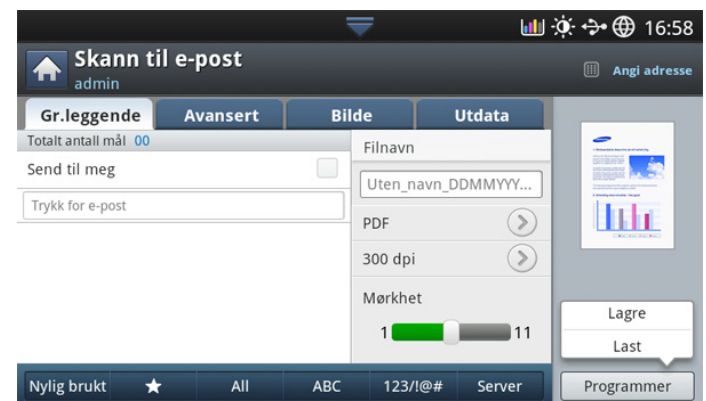 16:58
Skann til e-post
admin
Angi adresse
Gr.leggende Avansert Bilde Utdata
Totalt antall mål 00
Send til meg
Trykk for e-post
Filnavn
Uten_navn_DDMMYYY...
PDF
300 dpi
Mørkhet
1 11
Lagre
Last
Nylig brukt ★ All ABC 123/!@# Server
Programmer